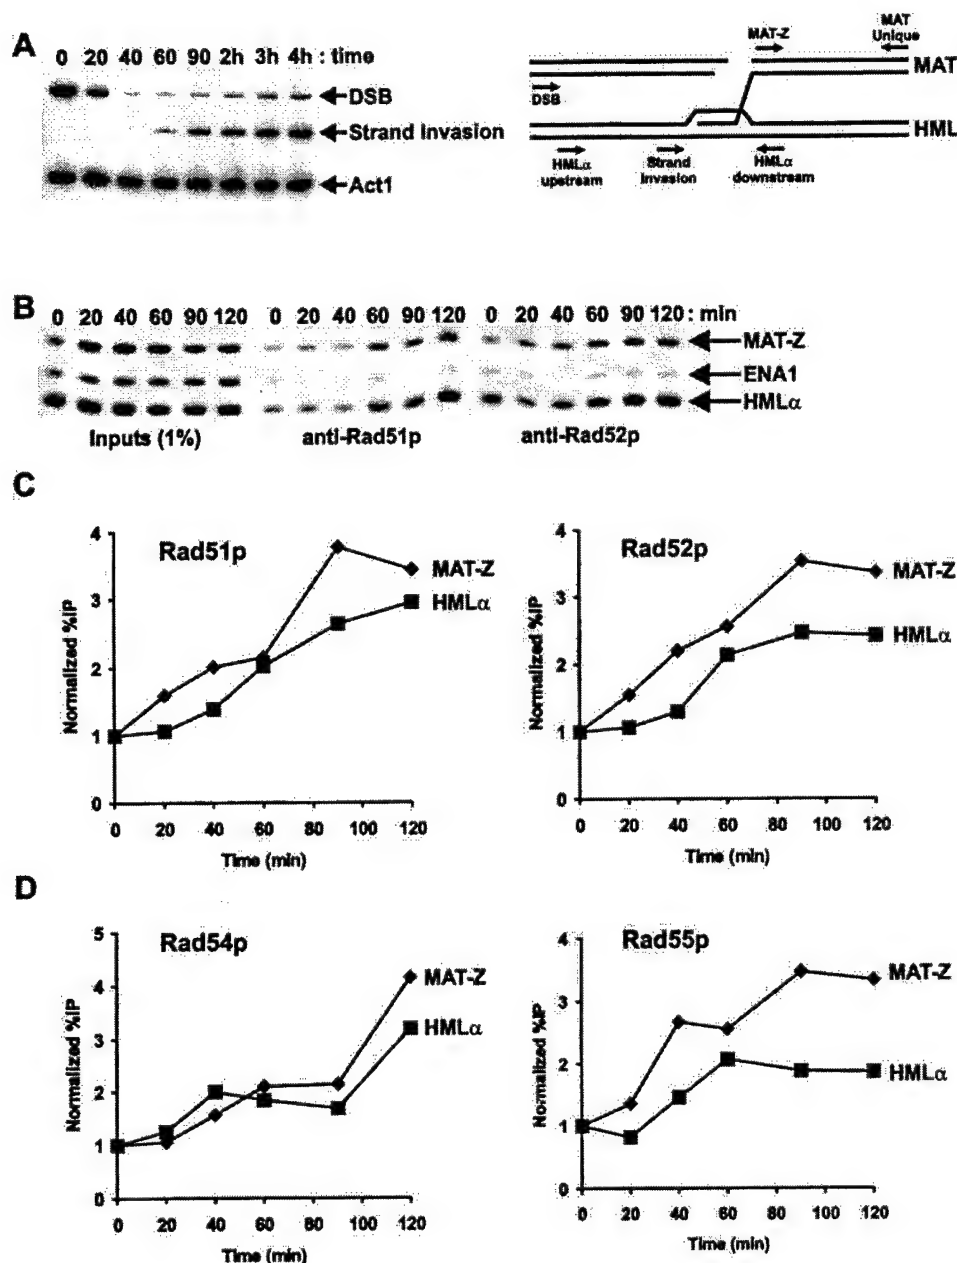 A
0 20 40 60 90 2h 3h 4h : time
DSB
Strand Invasion
Act1
MAT-Z
MAT
Unique
MAT
DSB
HML
HMLα
upstream
Strand
Invasion
HMLα
downstream
B
0 20 40 60 90 120 0 20 40 60 90 120 0 20 40 60 90 120 : min
MAT-Z
ENA1
HMLα
Inputs (1%) anti-Rad51p anti-Rad52p
C
Rad51p
MAT-Z
HMLα
Normalized %IP
4
3
2
1
0
0 20 40 60 80 100 120
Time (min)
Rad52p
MAT-Z
HMLα
Normalized %IP
4
3
2
1
0
0 20 40 60 80 100 120
Time (min)
D
Rad54p
MAT-Z
HMLα
Normalized %IP
5
4
3
2
1
0
0 20 40 60 80 100 120
Time (min)
Rad55p
MAT-Z
HMLα
Normalized %IP
4
3
2
1
0
0 20 40 60 80 100 120
Time (min)